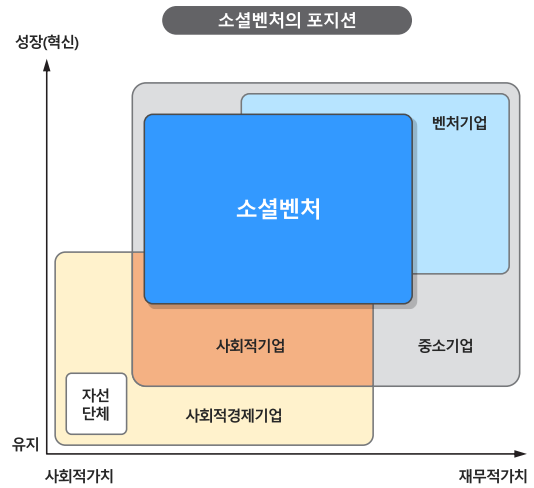 소셜벤처의 포지션
성장(혁신)
벤처기업
소셜벤처
사회적기업
중소기업
자선
단체
사회적경제기업
유지
사회적가치
재무적가치